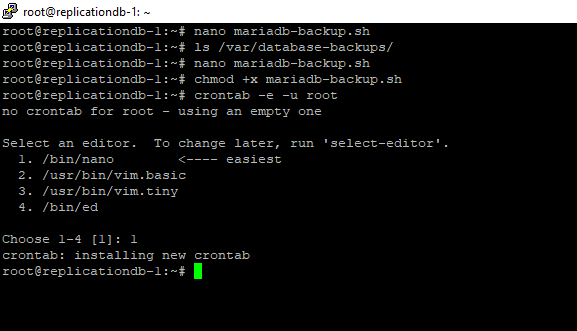 root@replicationdb-1: ~
root@replicationdb-1:~# nano mariadb-backup.sh
root@replicationdb-1:~# ls /var/database-backups/
root@replicationdb-1:~# nano mariadb-backup.sh
root@replicationdb-1:~# chmod +x mariadb-backup.sh
root@replicationdb-1:~# crontab -e -u root
no crontab for root - using an empty one

Select an editor.  To change later, run 'select-editor'.
  1. /bin/nano        <---- easiest
  2. /usr/bin/vim.basic
  3. /usr/bin/vim.tiny
  4. /bin/ed

Choose 1-4 [1]: 1
crontab: installing new crontab
root@replicationdb-1:~#